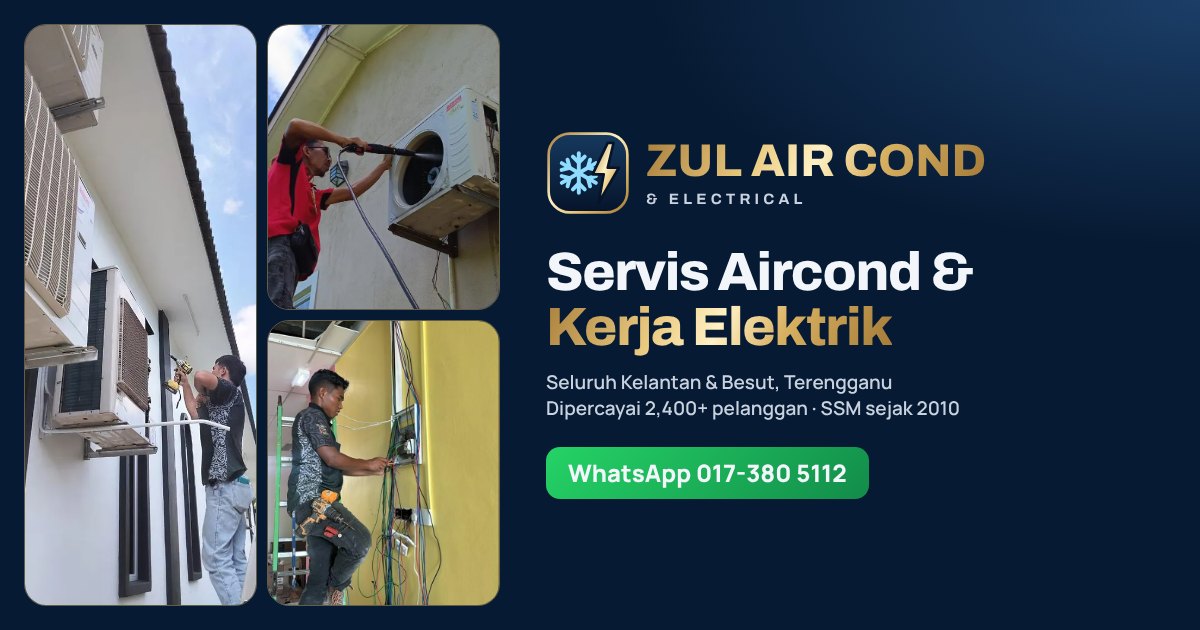 ZUL AIR COND
& ELECTRICAL
Servis Aircond &
Kerja Elektrik
Seluruh Kelantan & Besut, Terengganu
Dipercayai 2,400+ pelanggan · SSM sejak 2010
WhatsApp 017-380 5112